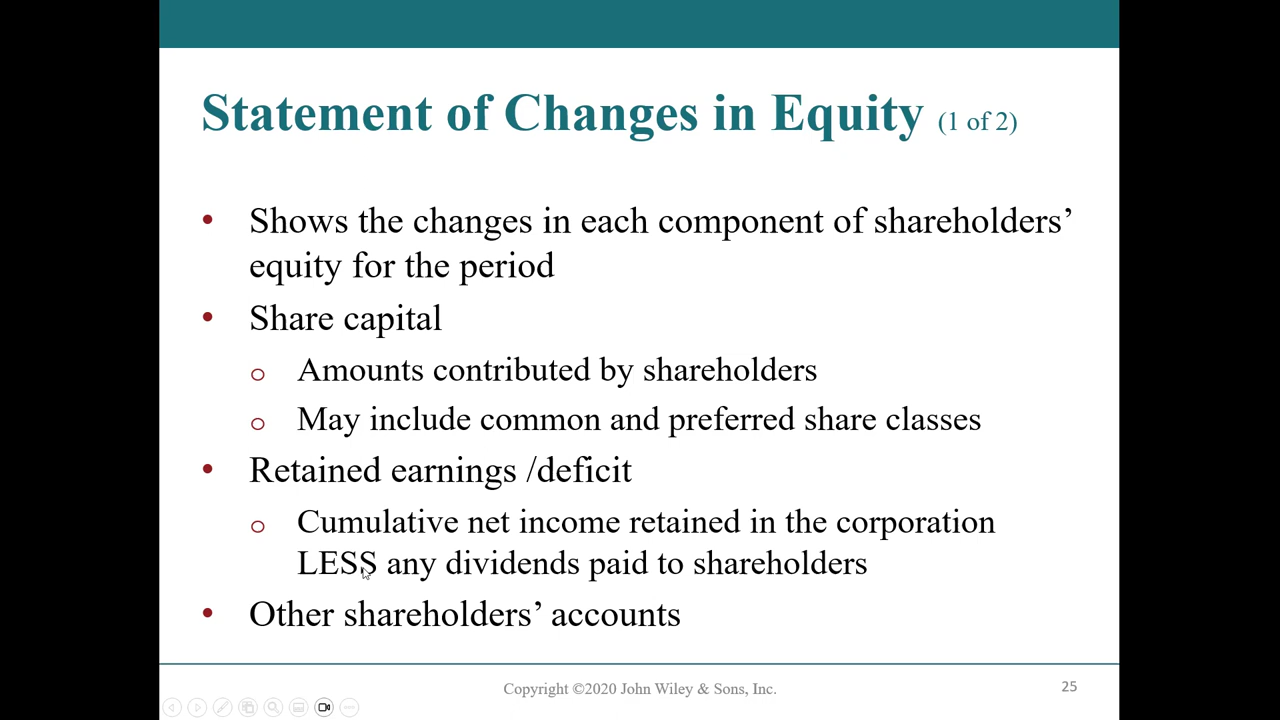 Statement of Changes in Equity (1 of 2)
• Shows the changes in each component of shareholders’
equity for the period
• Share capital
o Amounts contributed by shareholders
o May include common and preferred share classes
• Retained earnings /deficit
o Cumulative net income retained in the corporation
LESS any dividends paid to shareholders
• Other shareholders’ accounts
Copyright ©2020 John Wiley & Sons, Inc.
25